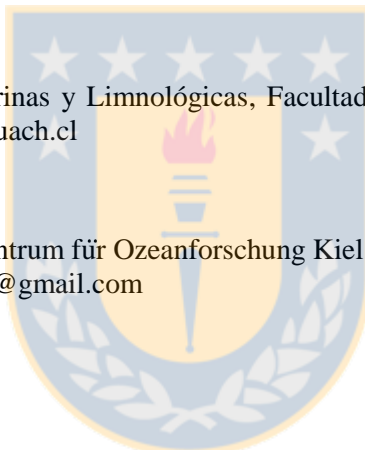 rinas y Limnológicas, Facultad
uach.cl
ntrum für Ozeanforschung Kiel
@gmail.com